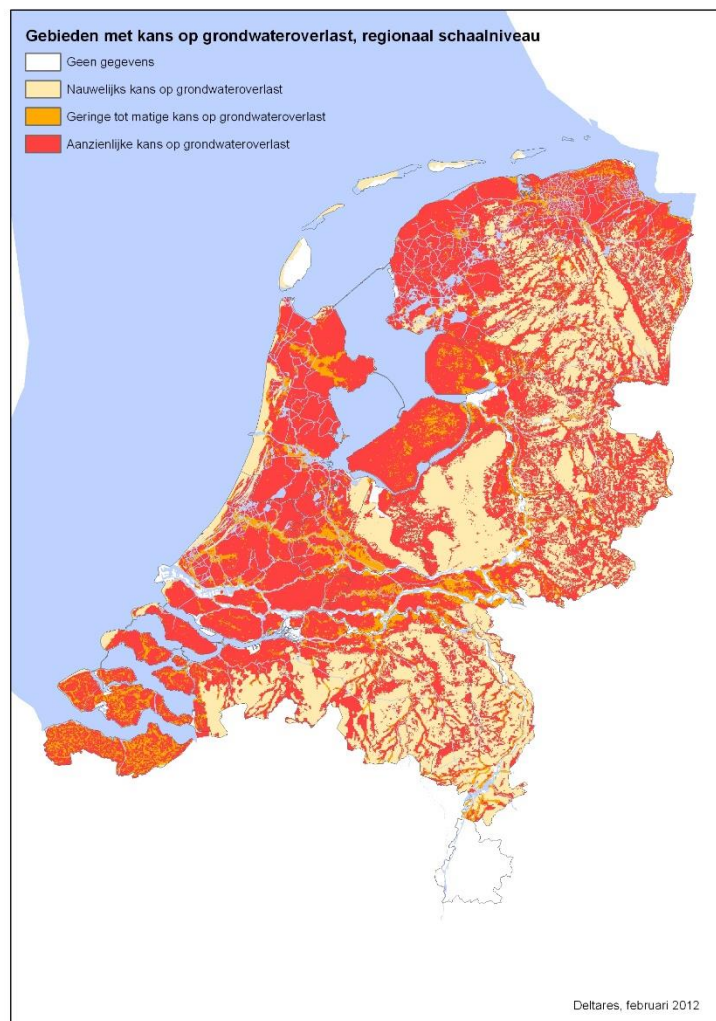 Gebieden met kans op grondwateroverlast, regionaal schaalniveau
Geen gegevens
Nauwelijks kans op grondwateroverlast
Geringe tot matige kans op grondwateroverlast
Aanzienlijke kans op grondwateroverlast
Deltares, februari 2012